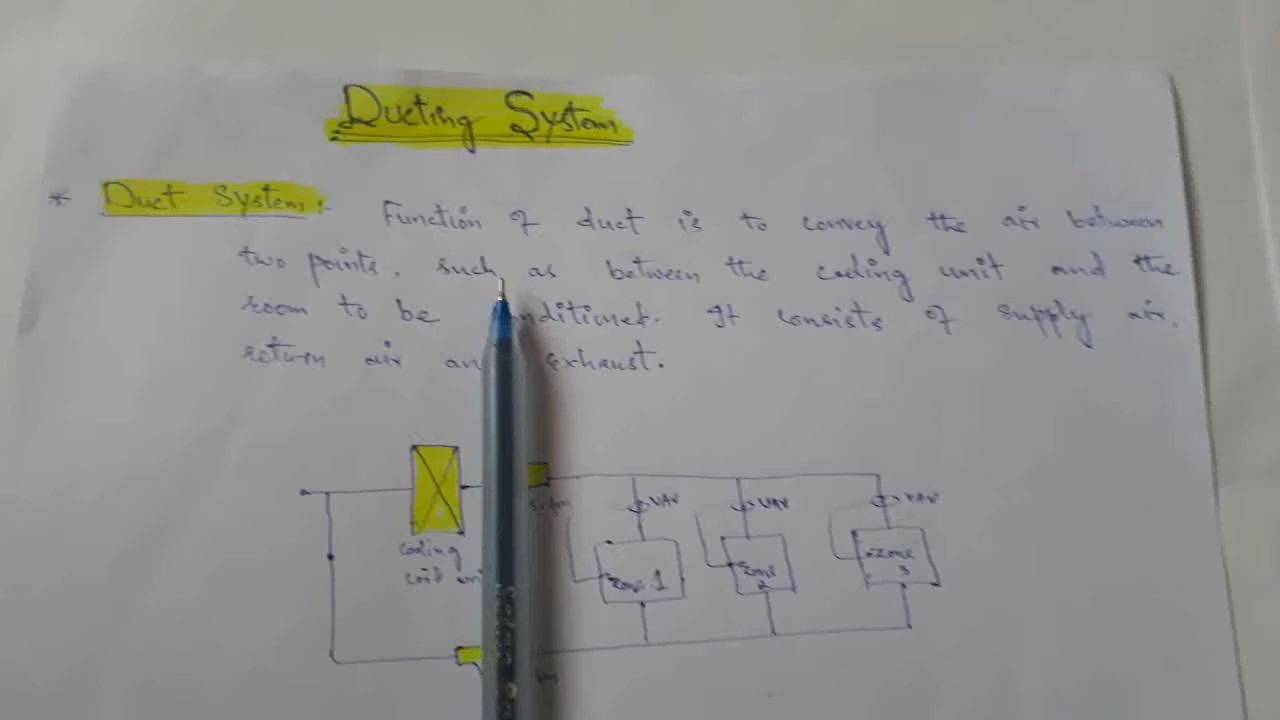 Ducting System
* Duct System:- Function of duct is to convey the air between
two points. such as between the cooling unit and the
room to be It consists of supply air.
return air exhaust.
VAV VAV VAV
cooling
coil
zone 1 zone 2 zone 3